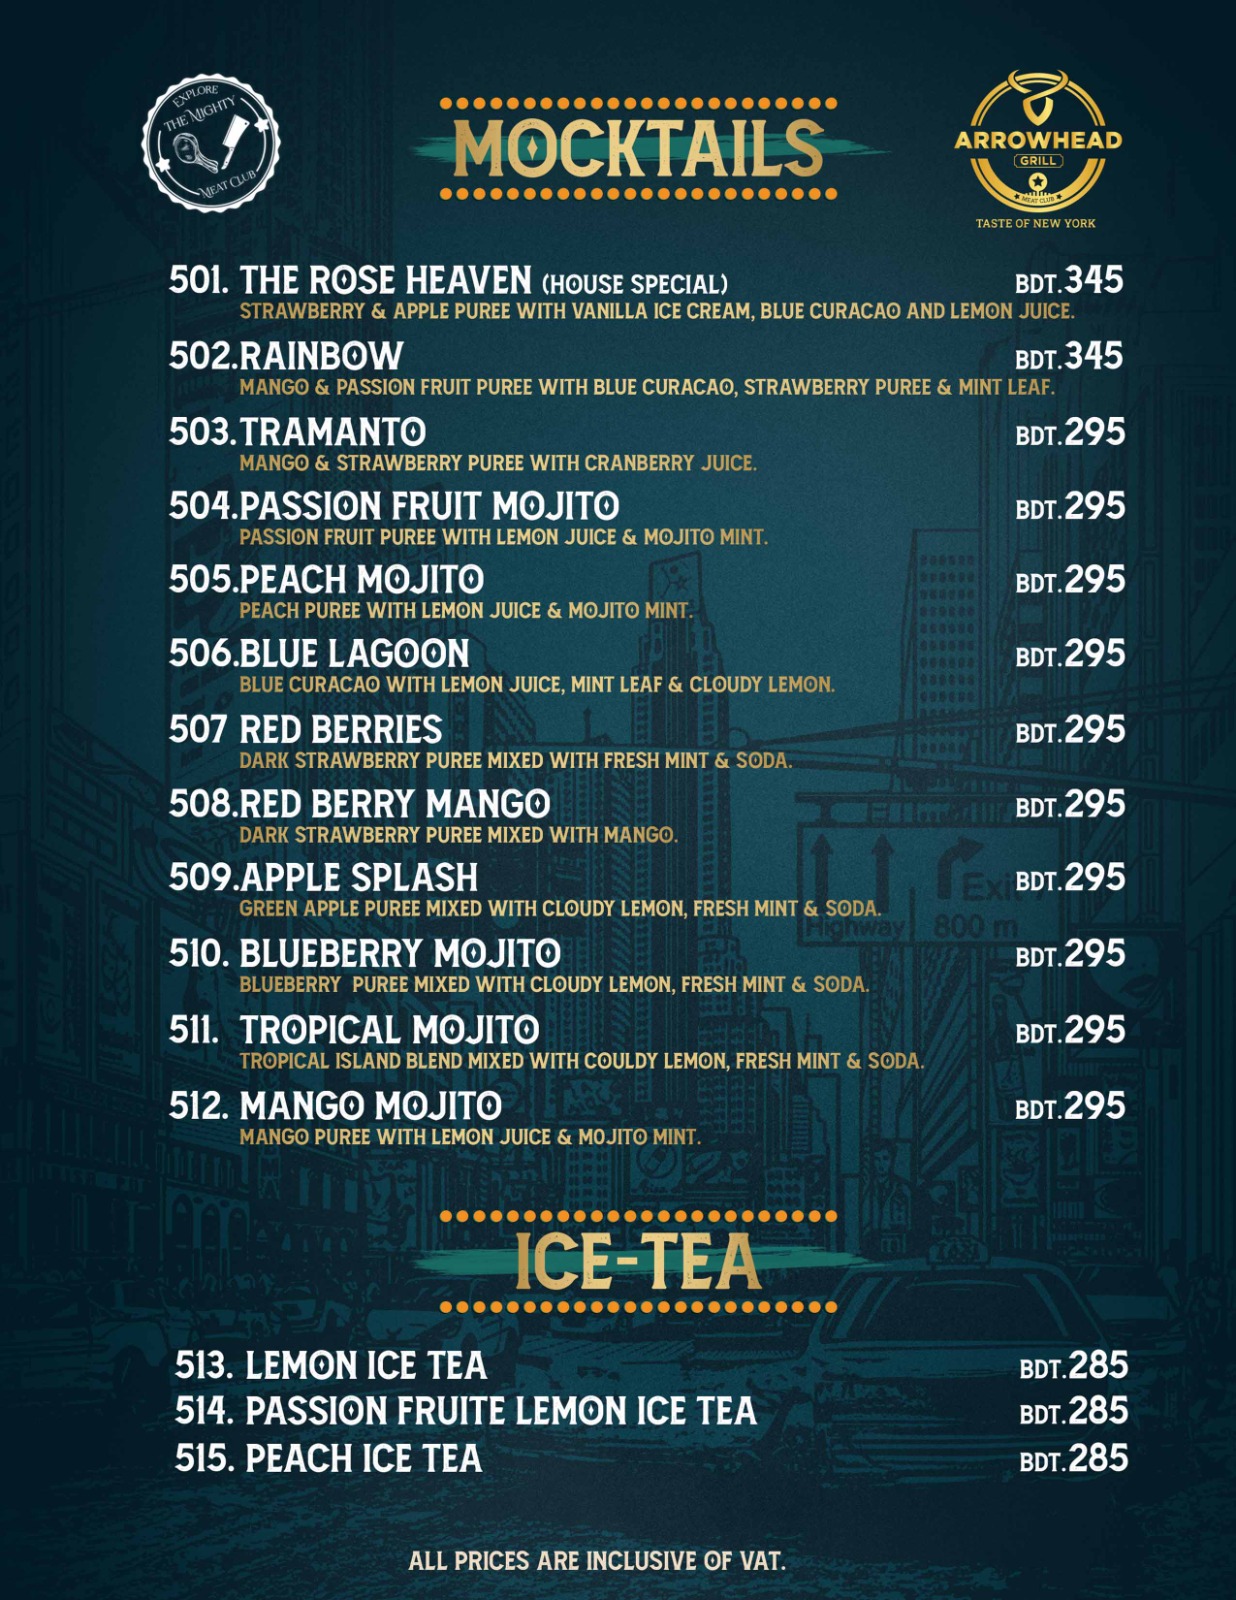 EXPLORE
THE MIGHTY
MEAT CLUB
MOCKTAILS
ARROWHEAD
GRILL
MEAT CLUB
TASTE OF NEW YORK
501. THE ROSE HEAVEN (HOUSE SPECIAL) BDT.345
STRAWBERRY & APPLE PUREE WITH VANILLA ICE CREAM, BLUE CURACAO AND LEMON JUICE.
502.RAINBOW BDT.345
MANGO & PASSION FRUIT PUREE WITH BLUE CURACAO, STRAWBERRY PUREE & MINT LEAF.
503.TRAMANTO BDT.295
MANGO & STRAWBERRY PUREE WITH CRANBERRY JUICE.
504.PASSION FRUIT MOJITO BDT.295
PASSION FRUIT PUREE WITH LEMON JUICE & MOJITO MINT.
505.PEACH MOJITO BDT.295
PEACH PUREE WITH LEMON JUICE & MOJITO MINT.
506.BLUE LAGOON BDT.295
BLUE CURACAO WITH LEMON JUICE, MINT LEAF & CLOUDY LEMON.
507 RED BERRIES BDT.295
DARK STRAWBERRY PUREE MIXED WITH FRESH MINT & SODA.
508.RED BERRY MANGO BDT.295
DARK STRAWBERRY PUREE MIXED WITH MANGO.
509.APPLE SPLASH BDT.295
GREEN APPLE PUREE MIXED WITH CLOUDY LEMON, FRESH MINT & SODA.
Exit
Highway 800 m
510. BLUEBERRY MOJITO BDT.295
BLUEBERRY PUREE MIXED WITH CLOUDY LEMON, FRESH MINT & SODA.
511. TROPICAL MOJITO BDT.295
TROPICAL ISLAND BLEND MIXED WITH COULDY LEMON, FRESH MINT & SODA.
512. MANGO MOJITO BDT.295
MANGO PUREE WITH LEMON JUICE & MOJITO MINT.
ICE-TEA
513. LEMON ICE TEA BDT.285
514. PASSION FRUITE LEMON ICE TEA BDT.285
515. PEACH ICE TEA BDT.285
ALL PRICES ARE INCLUSIVE OF VAT.